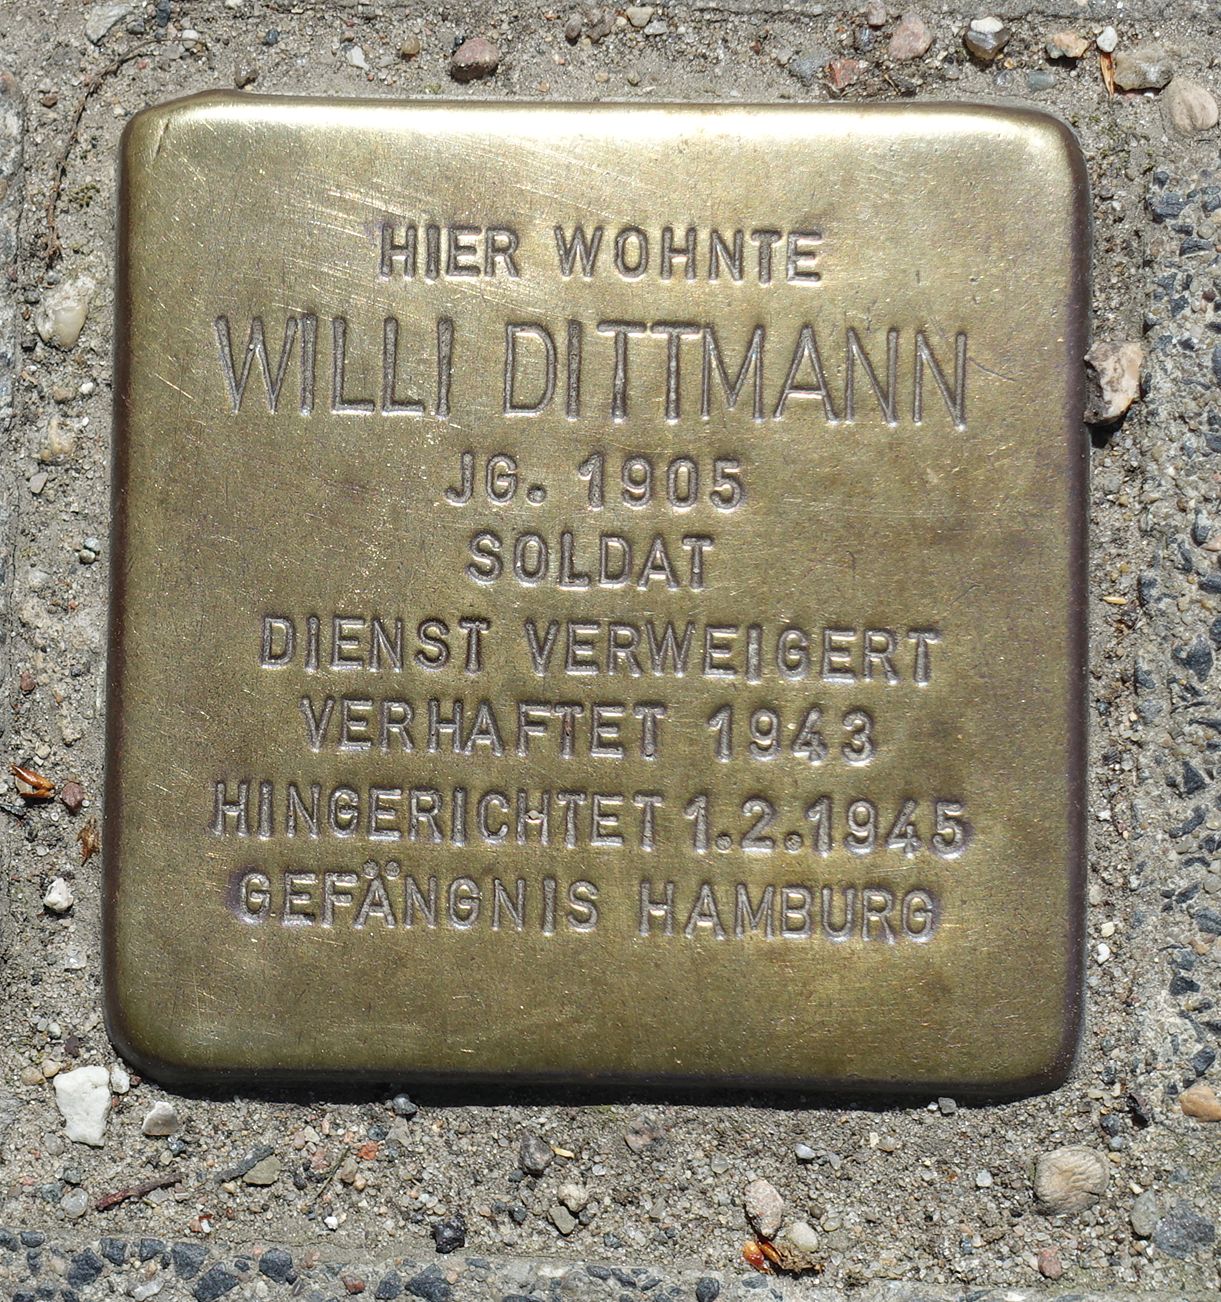 HIER WOHNTE
WILLI DITTMANN
JG. 1905
SOLDAT
DIENST VERWEIGERT
VERHAFTET 1943
HINGERICHTET 1.2.1945
GEFÄNGNIS HAMBURG